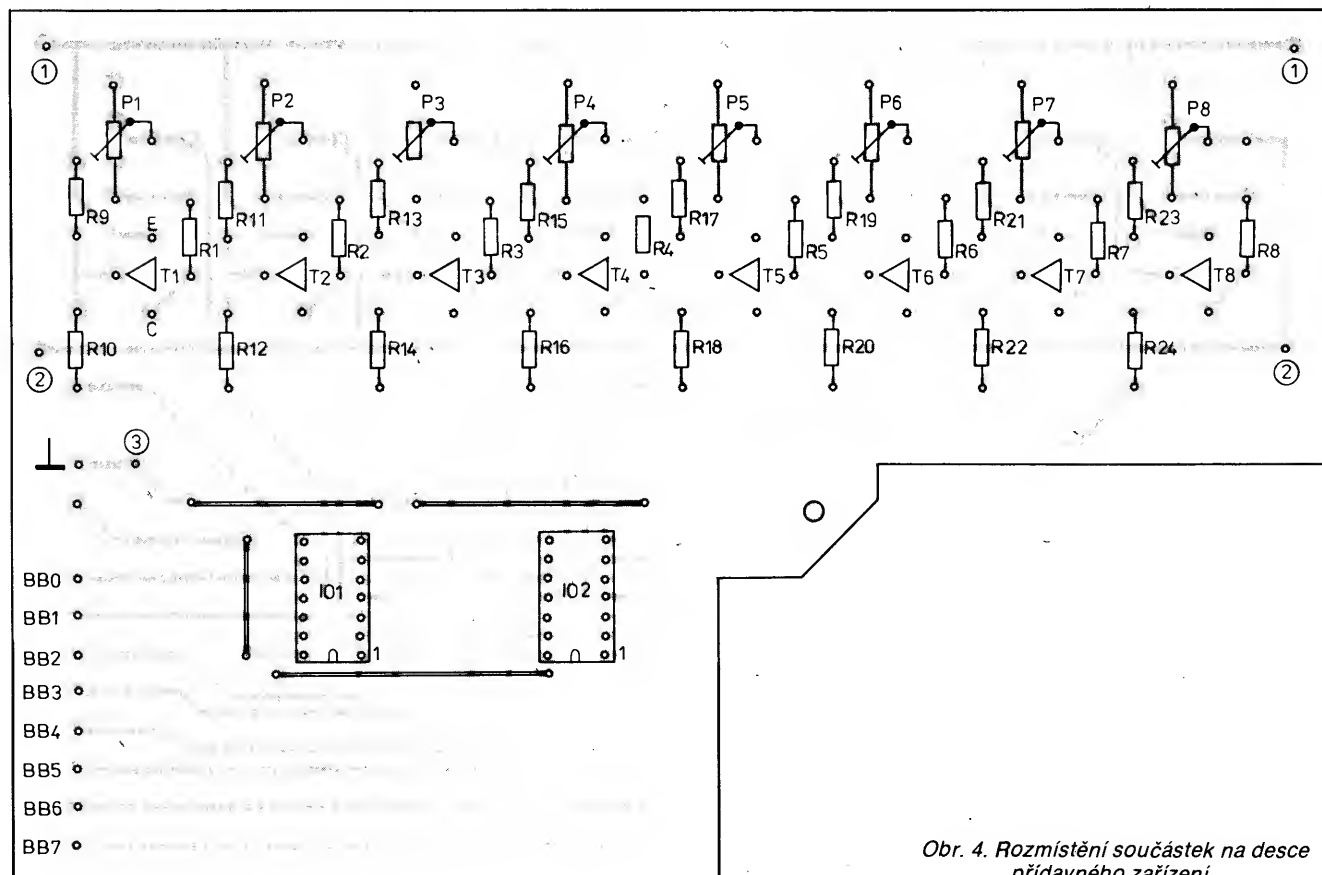 ① ①
P1 P2 P3 P4 P5 P6 P7 P8
R9 R11 R13 R15 R17 R19 R21 R23
E R1 R2 R3 R4 R5 R6 R7 R8
T1 T2 T3 T4 T5 T6 T7 T8
C
R10 R12 R14 R16 R18 R20 R22 R24
② ②
③
IO1 IO2
1 1
BB0
BB1
BB2
BB3
BB4
BB5
BB6
BB7
Obr. 4. Rozmístění součástek na desce
přídavného zařízení